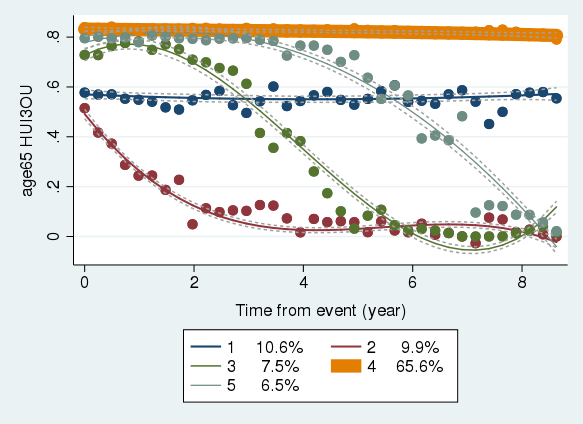 age65 HUI3OU
.8
.6
.4
.2
0
0 2 4 6 8
Time from event (year)
1 10.6% 2 9.9%
3 7.5% 4 65.6%
5 6.5%